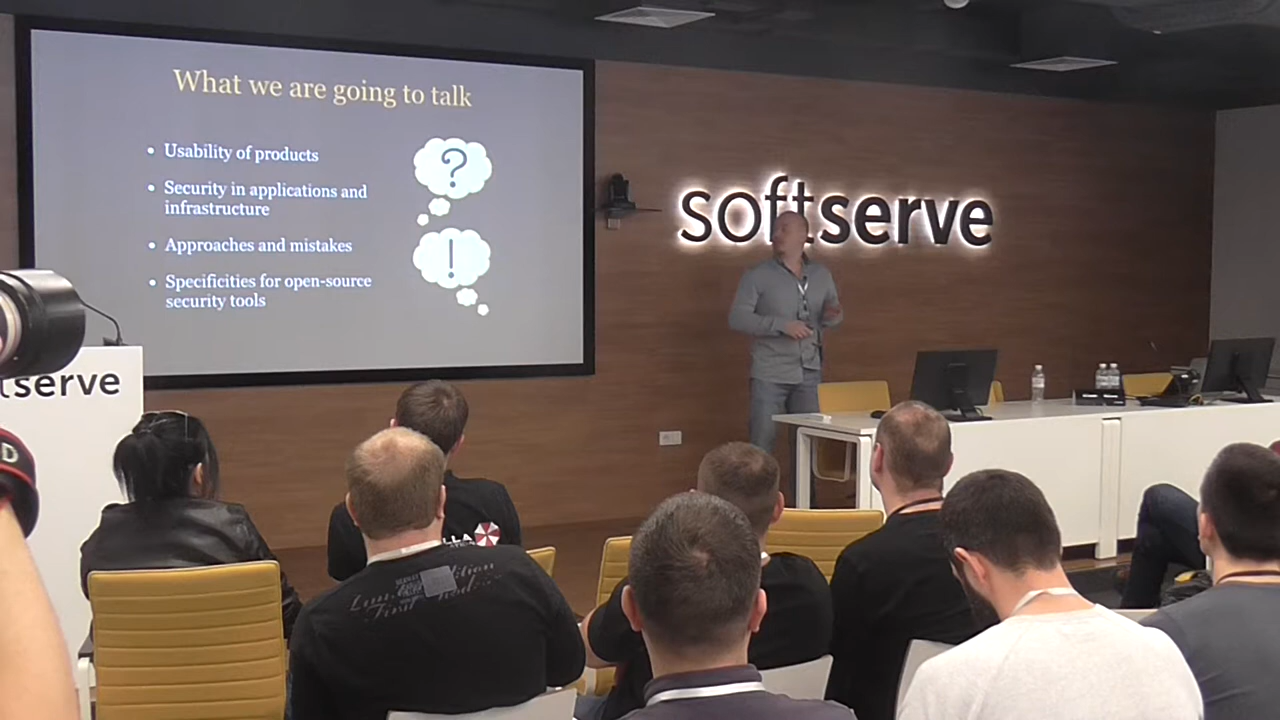 What we are going to talk
• Usability of products
• Security in applications and
infrastructure
• Approaches and mistakes
• Specificities for open-source
security tools
?
!
softserve
tserve
D